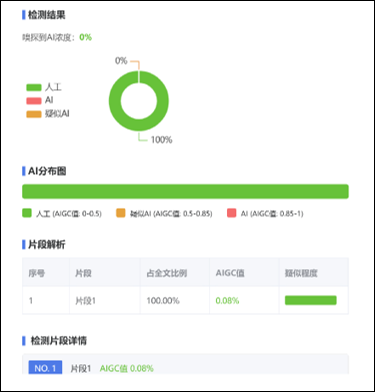 检测结果
嗅探到AI浓度：0%
0%
人工
AI
疑似AI
100%
AI分布图
人工 (AIGC值: 0-0.5) 疑似AI (AIGC值: 0.5-0.85) AI (AIGC值: 0.85-1)
片段解析
序号 片段 占全文比例 AIGC值 疑似程度
1 片段1 100.00% 0.08%
检测片段详情
NO. 1 片段1 AIGC值 0.08%